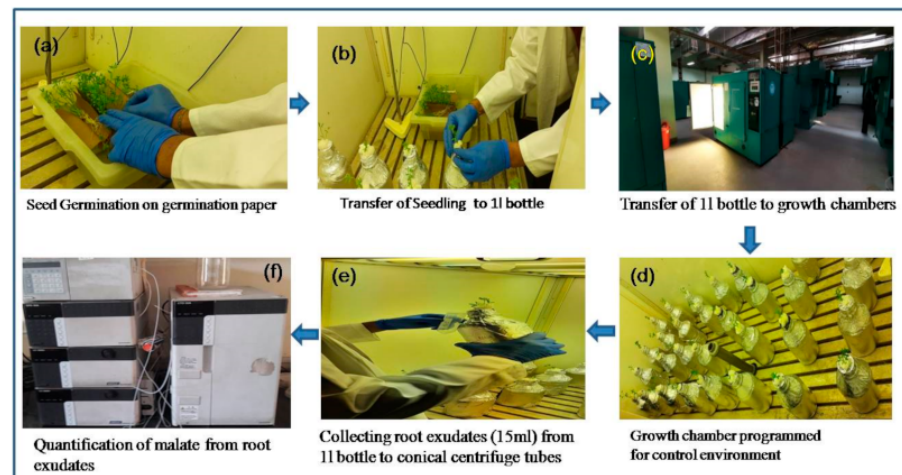 (a)
(b)
(c)
Seed Germination on germination paper
Transfer of Seedling to 1l bottle
Transfer of 1l bottle to growth chambers
(f)
(e)
(d)
Quantification of malate from root
exudates
Collecting root exudates (15ml) from
1l bottle to conical centrifuge tubes
Growth chamber programmed
for control environment